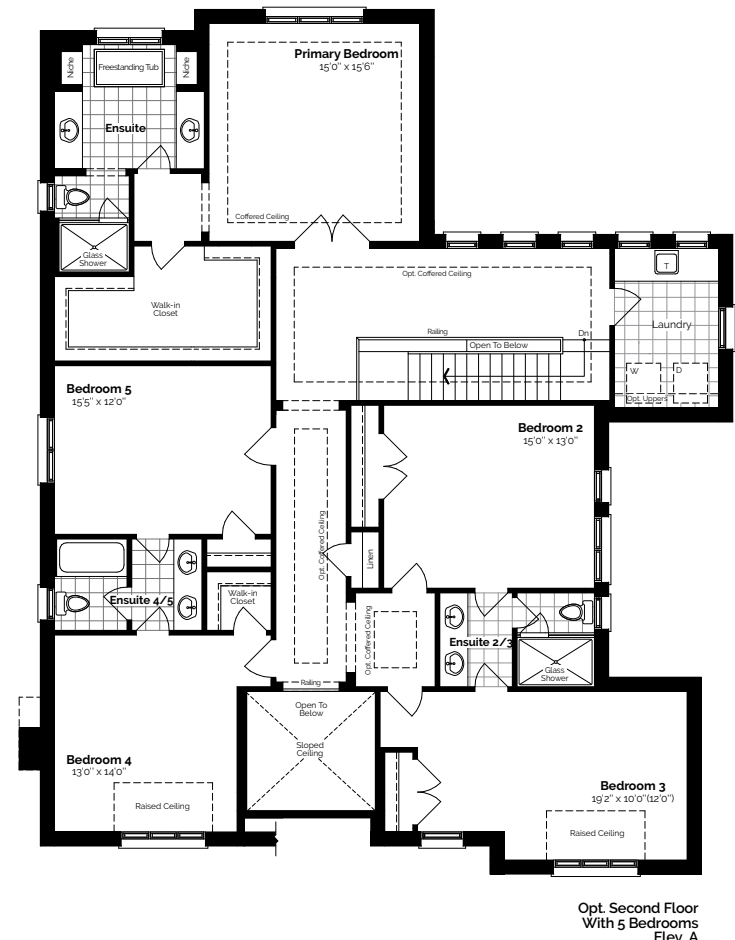 Primary Bedroom
15'0" x 15'6"
Niche
Freestanding Tub
Niche
Ensuite
Coffered Ceiling
Glass
Shower
Walk-in
Closet
Opt. Coffered Ceiling
T
Laundry
Railing
Open To Below
Dn
W
D
Opt. Uppers
Bedroom 5
15'5" x 12'0"
Bedroom 2
15'0" x 13'0"
Opt. Coffered Ceiling
Linen
Ensuite 4/5
Walk-in
Closet
Opt. Coffered Ceiling
Ensuite 2/3
Glass
Shower
Railing
Open To
Below
Sloped
Ceiling
Bedroom 4
13'0" x 14'0"
Raised Ceiling
Bedroom 3
19'2" x 10'0"(12'0")
Raised Ceiling
Opt. Second Floor
With 5 Bedrooms
Elev. A